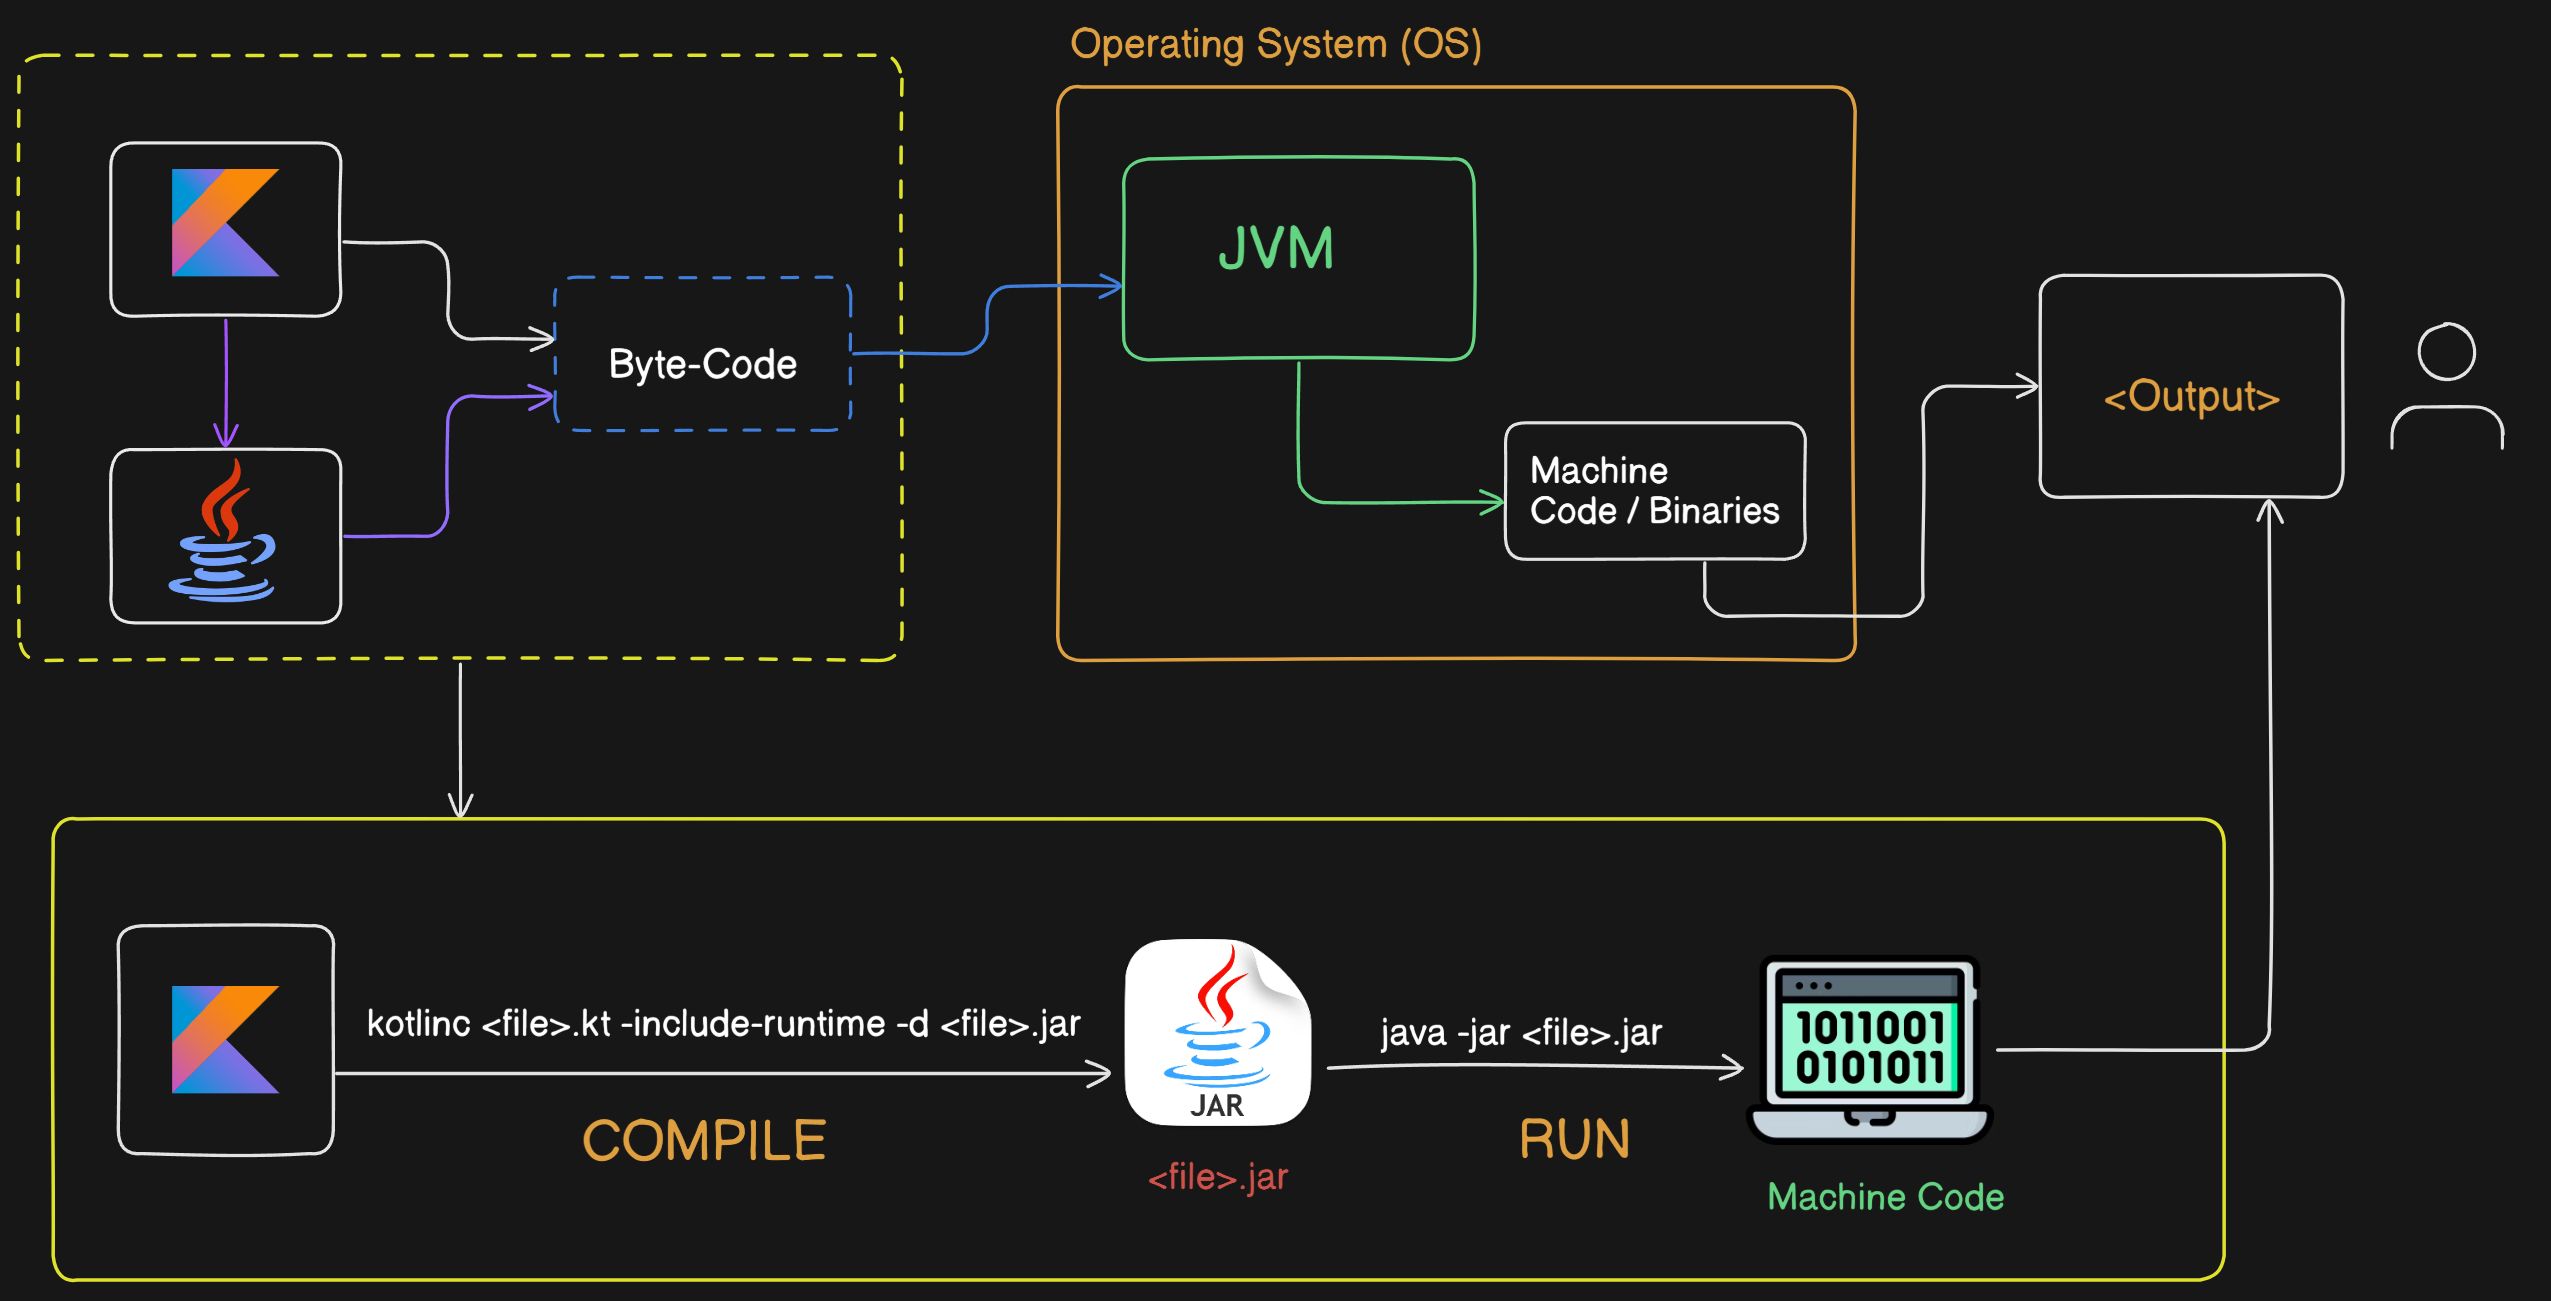 Operating System (OS)
JVM
Byte-Code
Machine
Code / Binaries
<Output>
kotlinc <file>.kt -include-runtime -d <file>.jar
COMPILE
JAR
<file>.jar
java -jar <file>.jar
RUN
1011001
0101011
Machine Code